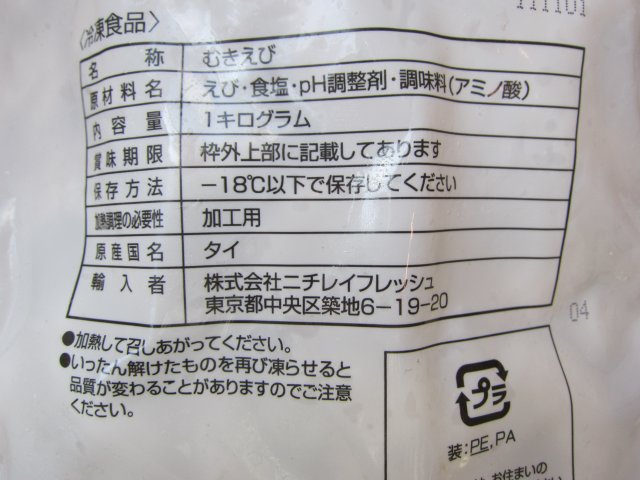 〈冷凍食品〉
名称 むきえび
原材料名 えび・食塩・pH調整剤・調味料(アミノ酸)
内容量 1キログラム
賞味期限 枠外上部に記載してあります
保存方法 −18℃以下で保存してください
加熱調理の必要性 加工用
原産国名 タイ
輸入者 株式会社ニチレイフレッシュ
東京都中央区築地6−19−20
04
●加熱して召しあがってください。
●いったん解けたものを再び凍らせると
品質が変わることがありますのでご注意
ください。
プラ
装:PE,PA
お住まいの